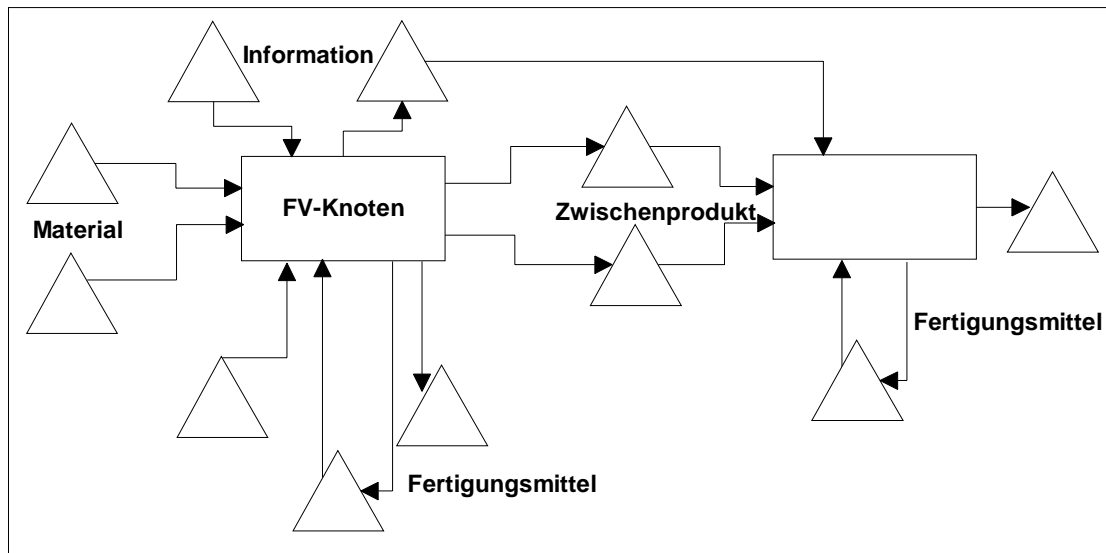 Information
FV-Knoten
Material
Zwischenprodukt
Fertigungsmittel
Fertigungsmittel